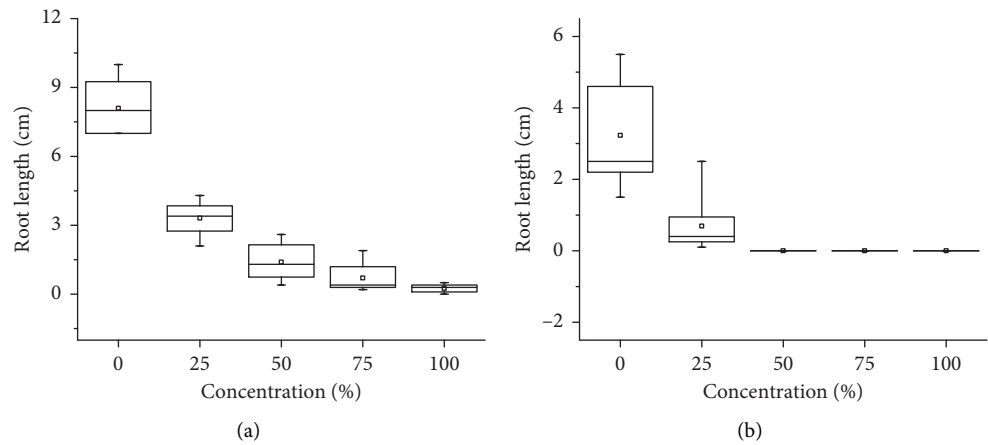 12
9
6
3
0
Root length (cm)
0 25 50 75 100
Concentration (%)
(a)
6
4
2
0
−2
Root length (cm)
0 25 50 75 100
Concentration (%)
(b)